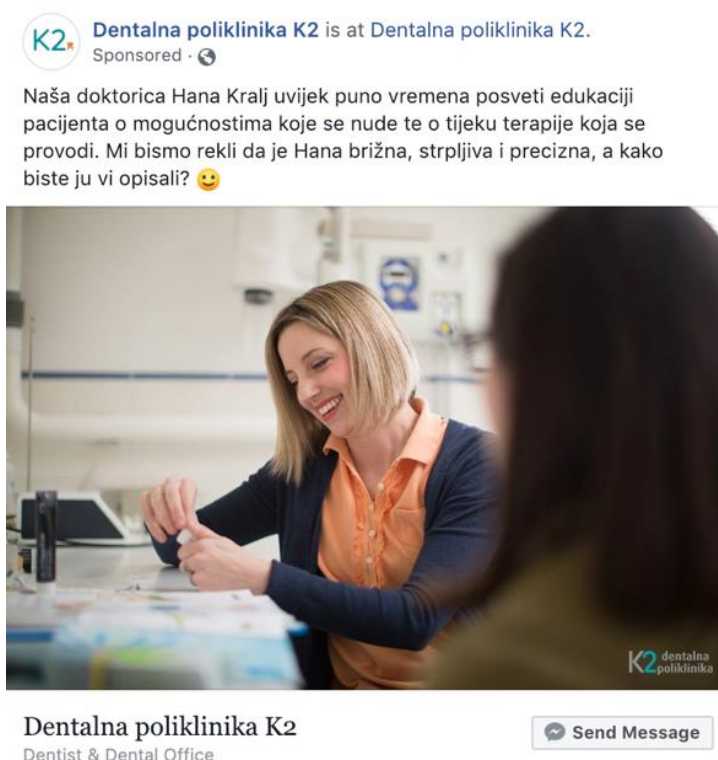 K2
Dentalna poliklinika K2 is at Dentalna poliklinika K2.
Sponsored ·
Naša doktorica Hana Kralj uvijek puno vremena posveti edukaciji
pacijenta o mogućnostima koje se nude te o tijeku terapije koja se
provodi. Mi bismo rekli da je Hana brižna, strpljiva i precizna, a kako
biste ju vi opisali? 🙂
K2 dentalna
poliklinika
Dentalna poliklinika K2
Send Message
Dentist & Dental Office